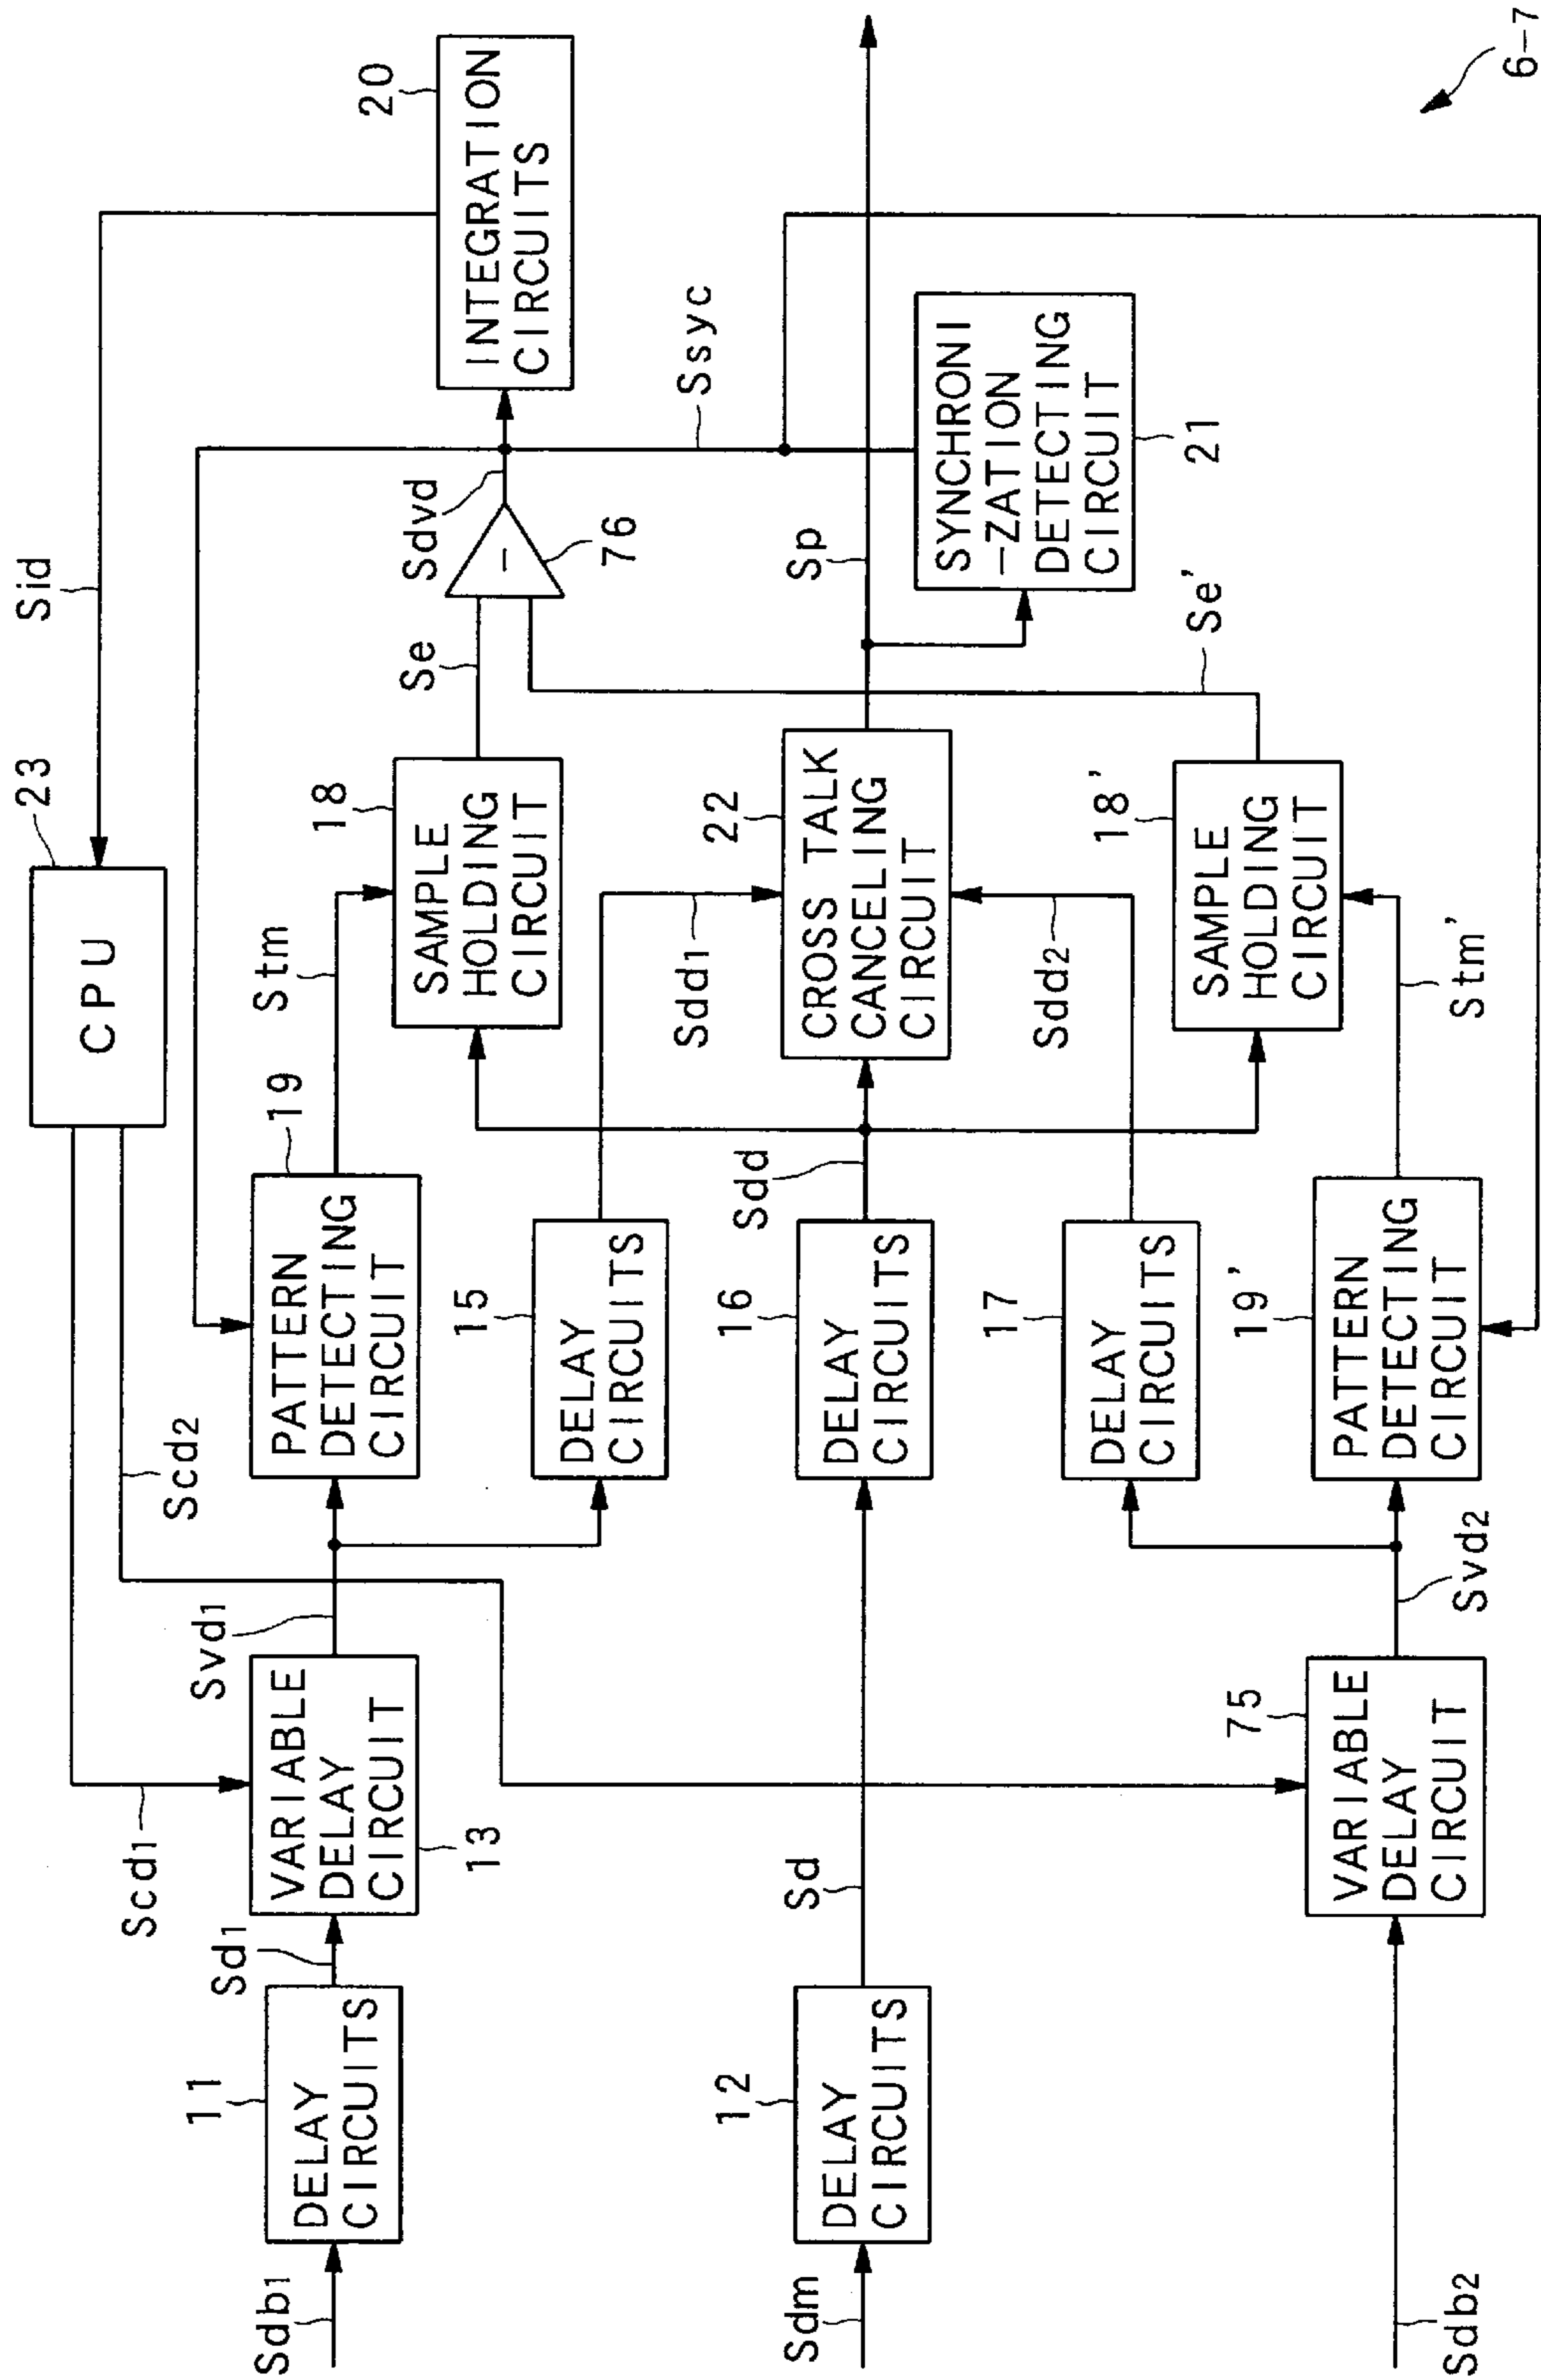 Sid
23
CPU
20
INTEGRATION
CIRCUITS
Scd1
Scd2
Stm
18
SAMPLE
HOLDING
CIRCUIT
Se
Sdvd
-
76
Ssyc
19
PATTERN
DETECTING
CIRCUIT
11
DELAY
CIRCUITS
Sdb1
Sd1
VARIABLE
DELAY
CIRCUIT
13
Svd1
15
DELAY
CIRCUITS
Sdd1
22
CROSS TALK
CANCELING
CIRCUIT
Sp
SYNCHRONI
-ZATION
DETECTING
CIRCUIT
21
12
DELAY
CIRCUITS
Sdm
Sd
16
DELAY
CIRCUITS
Sdd
17
DELAY
CIRCUITS
Sdd2
Se'
18'
SAMPLE
HOLDING
CIRCUIT
75
VARIABLE
DELAY
CIRCUIT
Sdb2
Svd2
19'
PATTERN
DETECTING
CIRCUIT
Stm'
6-7